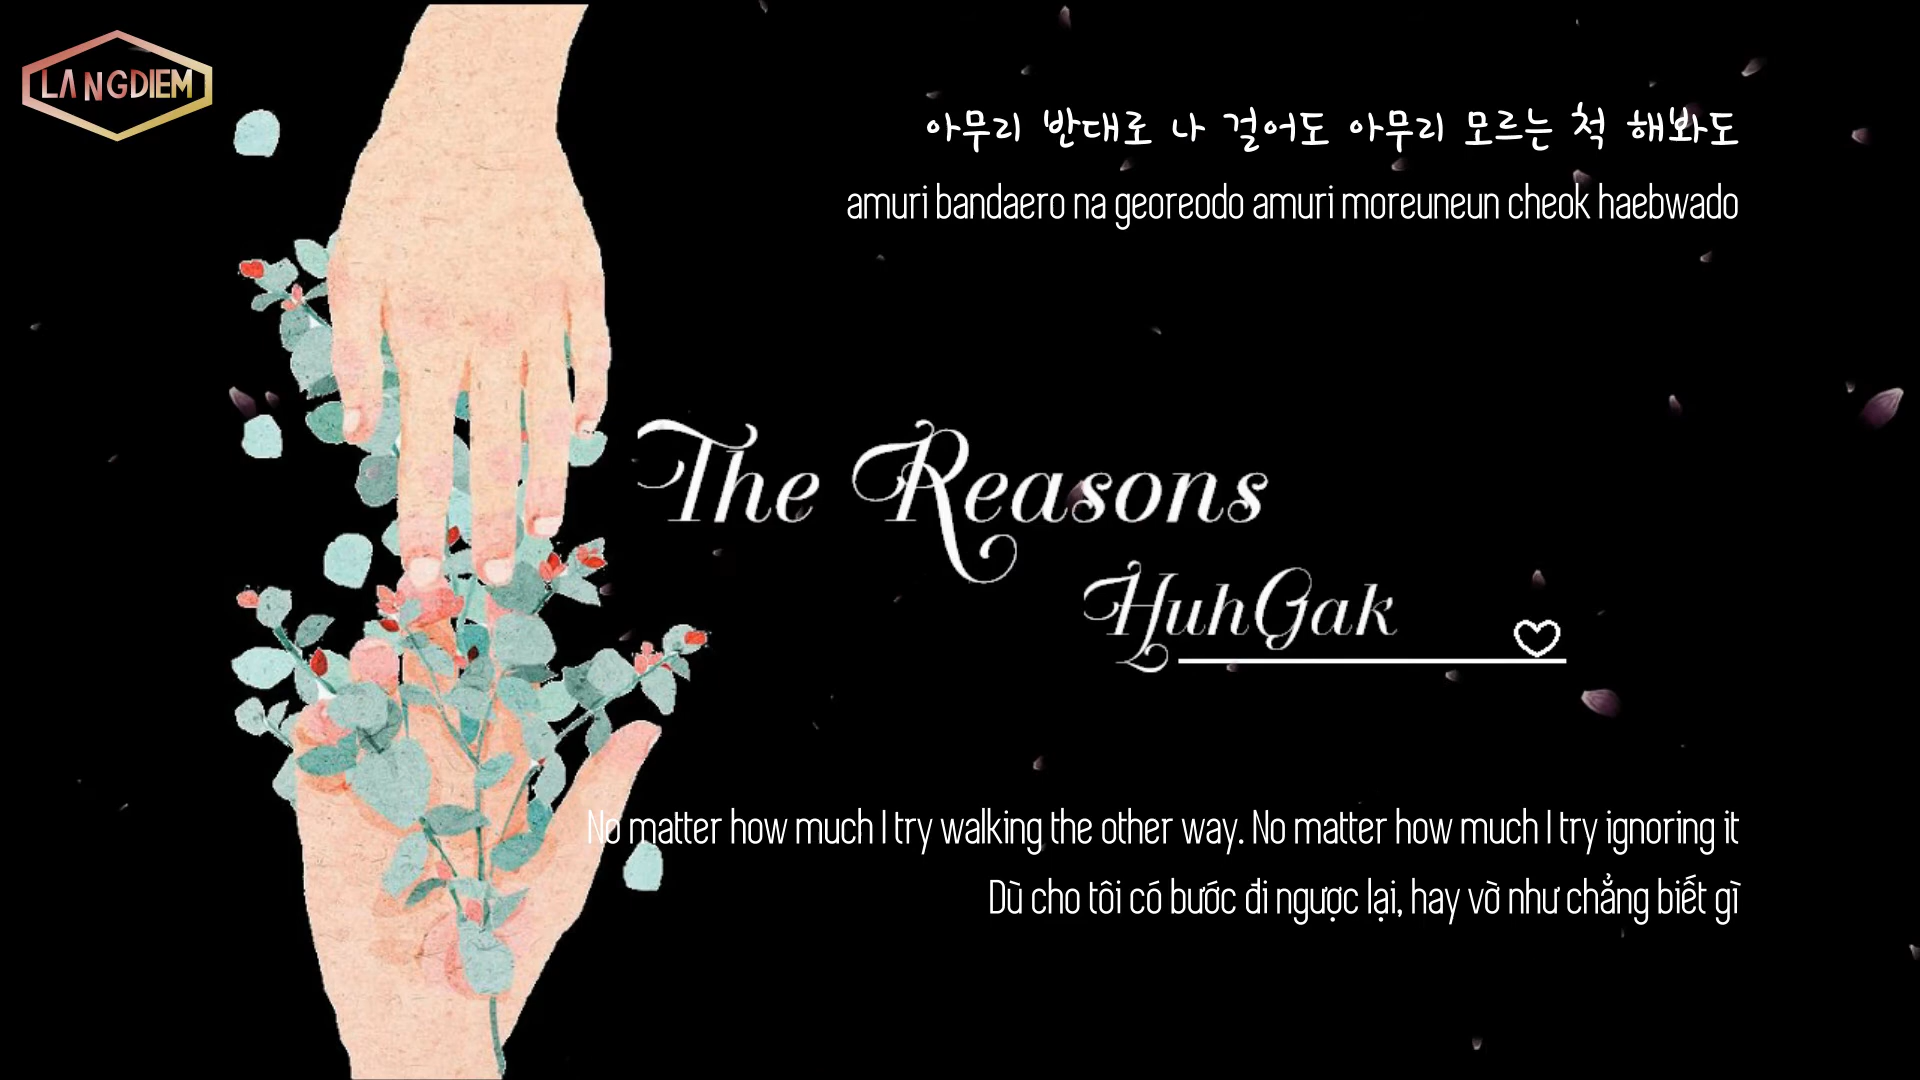 LANGDIEM
아무리 반대로 나 걸어도 아무리 모르는 척 해봐도
amuri bandaero na georeodo amuri moreuneun cheok haebwado
The Reasons
HuhGak
No matter how much I try walking the other way. No matter how much I try ignoring it
Dù cho tôi có bước đi ngược lại, hay vờ như chẳng biết gì